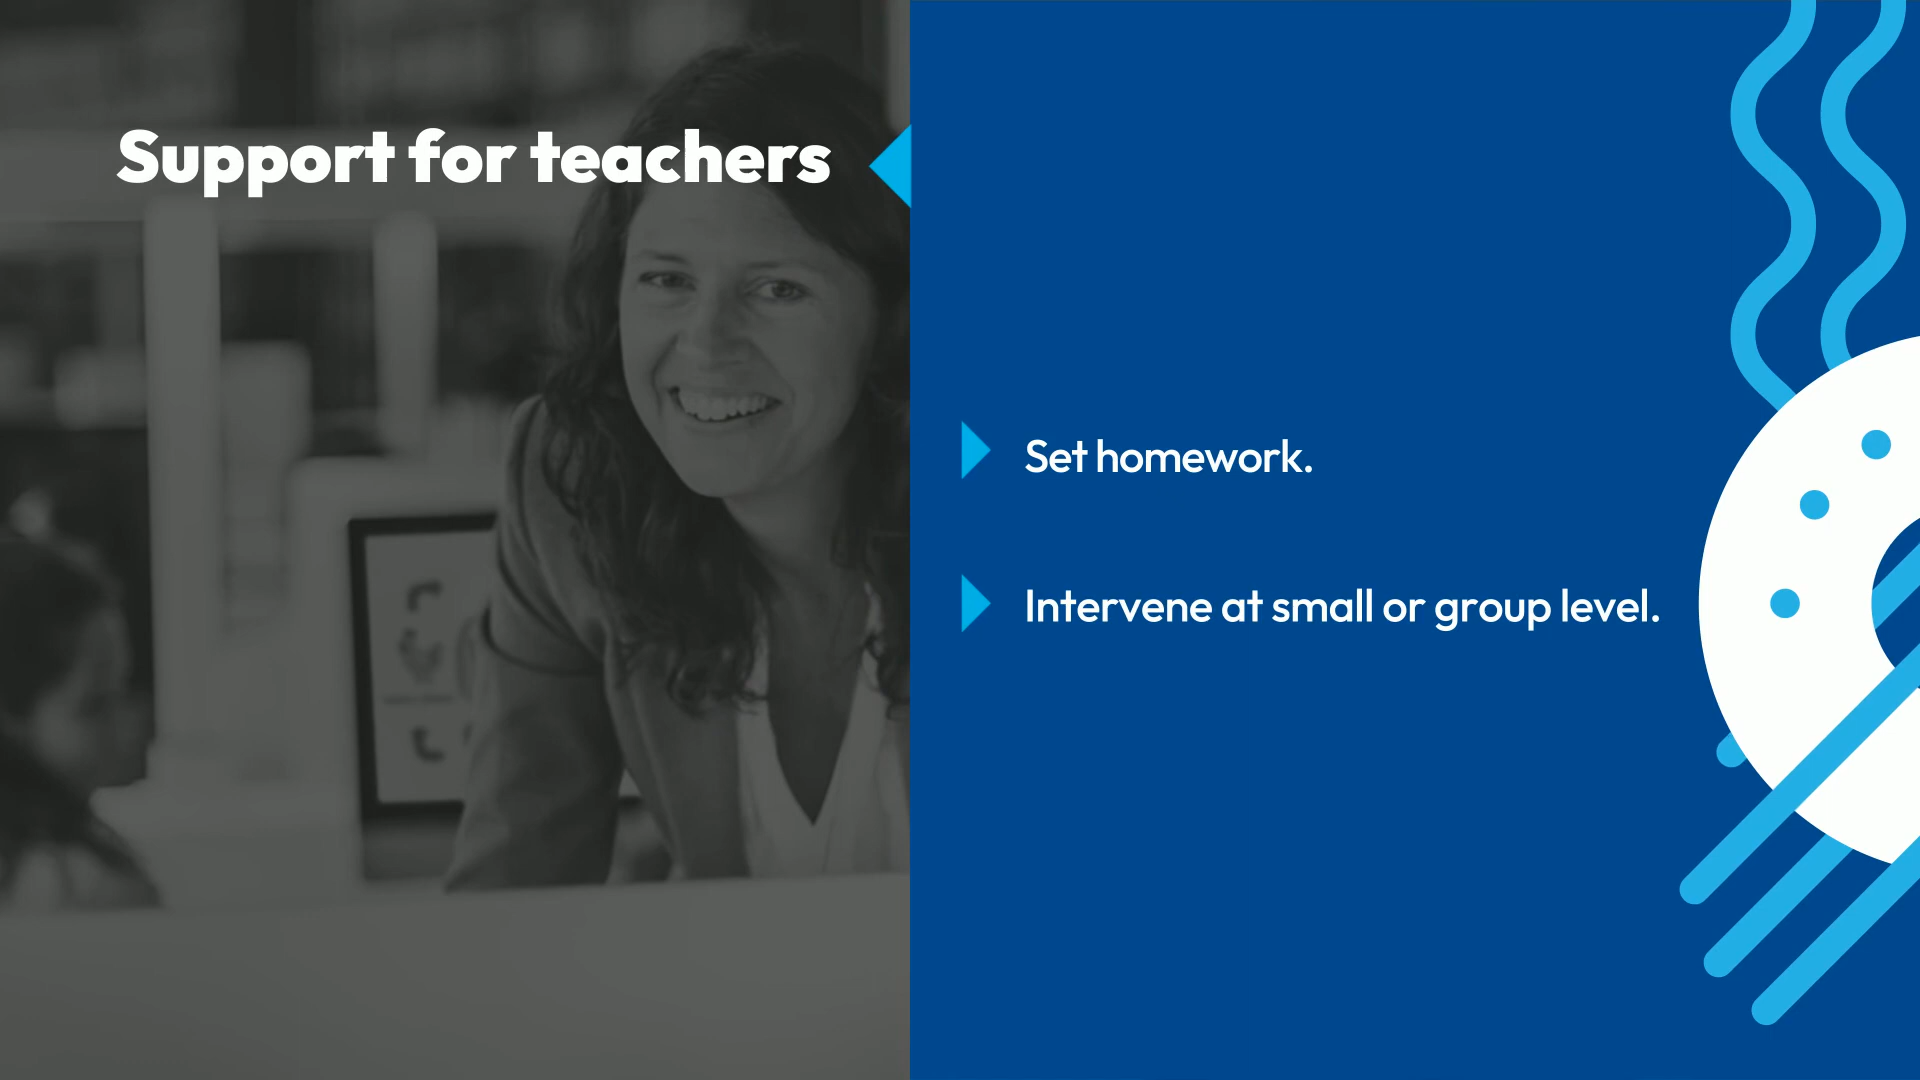 Support for teachers
Set homework.
Intervene at small or group level.